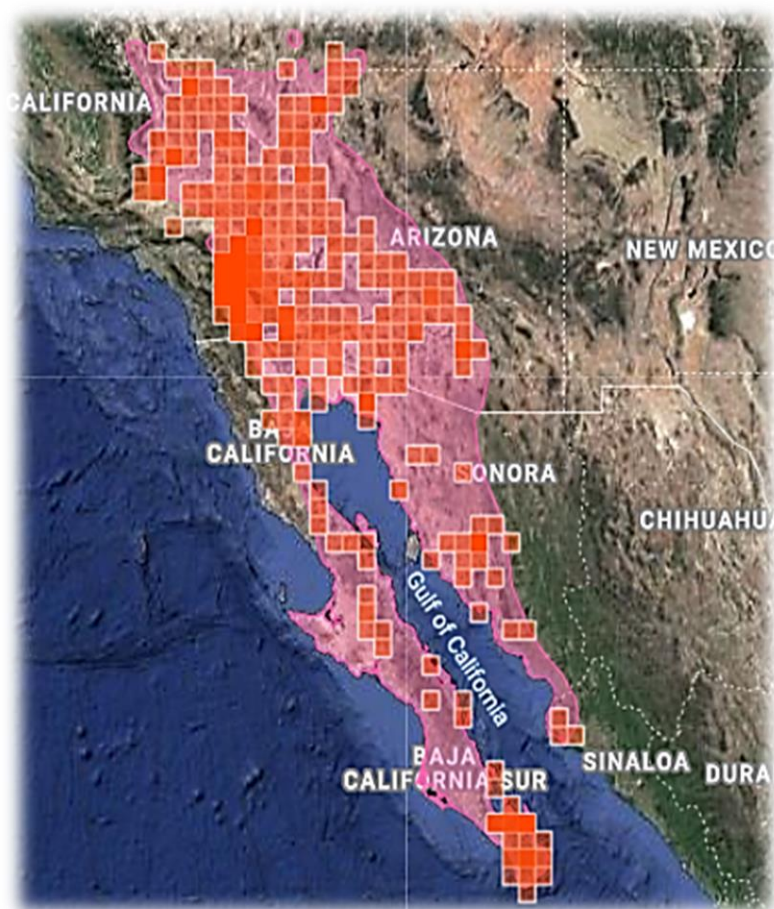 CALIFORNIA
ARIZONA
NEW MEXICO
BAJA
CALIFORNIA
SONORA
CHIHUAHUA
Gulf of California
BAJA
CALIFORNIA SUR
SINALOA
DURA